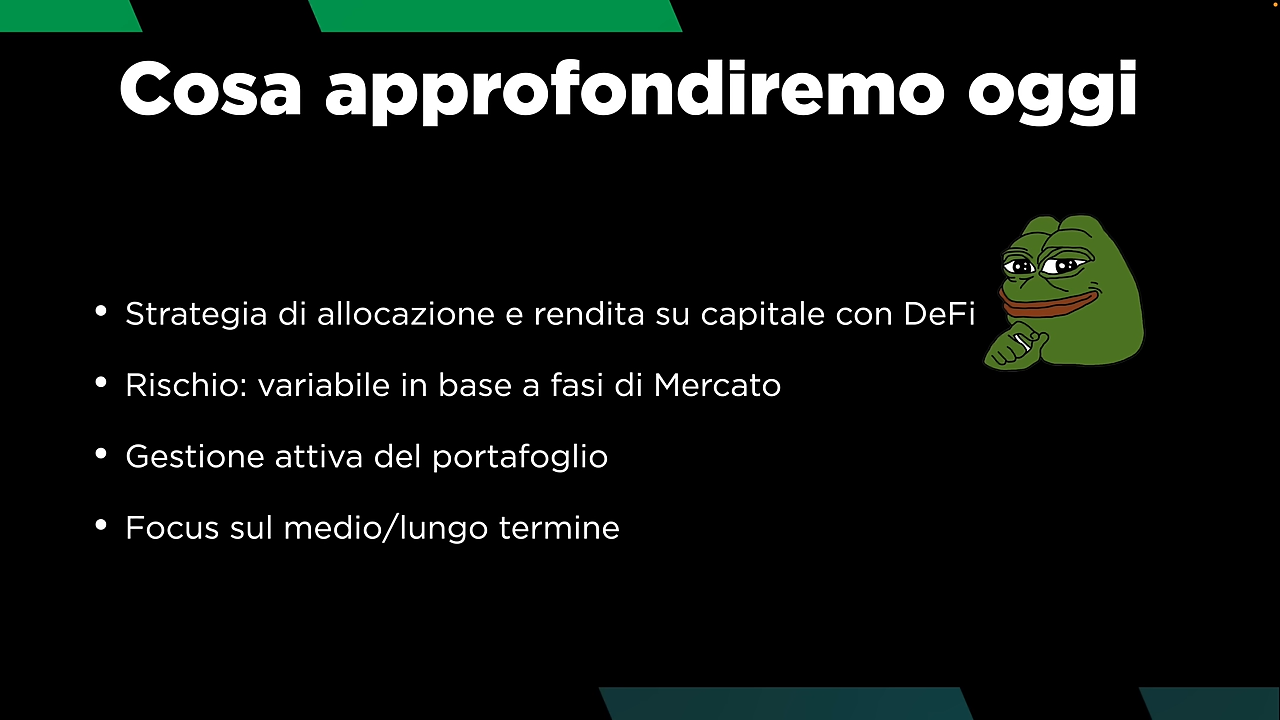 Cosa approfondiremo oggi
• Strategia di allocazione e rendita su capitale con DeFi
• Rischio: variabile in base a fasi di Mercato
• Gestione attiva del portafoglio
• Focus sul medio/lungo termine